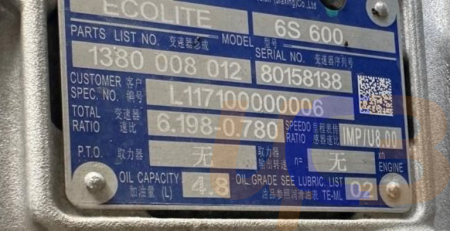 ECOLITE 6S 600
PARTS LIST NO. 变速器总成 MODEL 型号
1380 008 012
SERIAL NO. 变速器序列号
80158138
CUSTOMER 客户
SPEC. NO. 编号 L117100000006
TOTAL 变速器
RATIO 速比 6.198-0.780 SPEEDO 里程表传
RATIO 感器速比 IMP/U8.00
P.T.O. 取力器 无 取力器
输出转速 n= 无 xn
ENGINE
OIL CAPACITY
加油量 (L) 4.8 OIL GRADE SEE LUBRIC. LIST
TE-ML 02